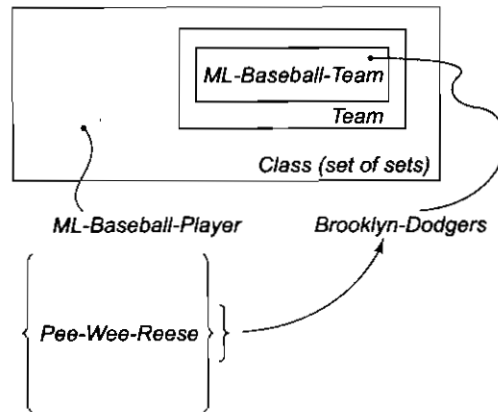 ML-Baseball-Team
Team
Class (set of sets)
ML-Baseball-Player
Brooklyn-Dodgers
Pee-Wee-Reese